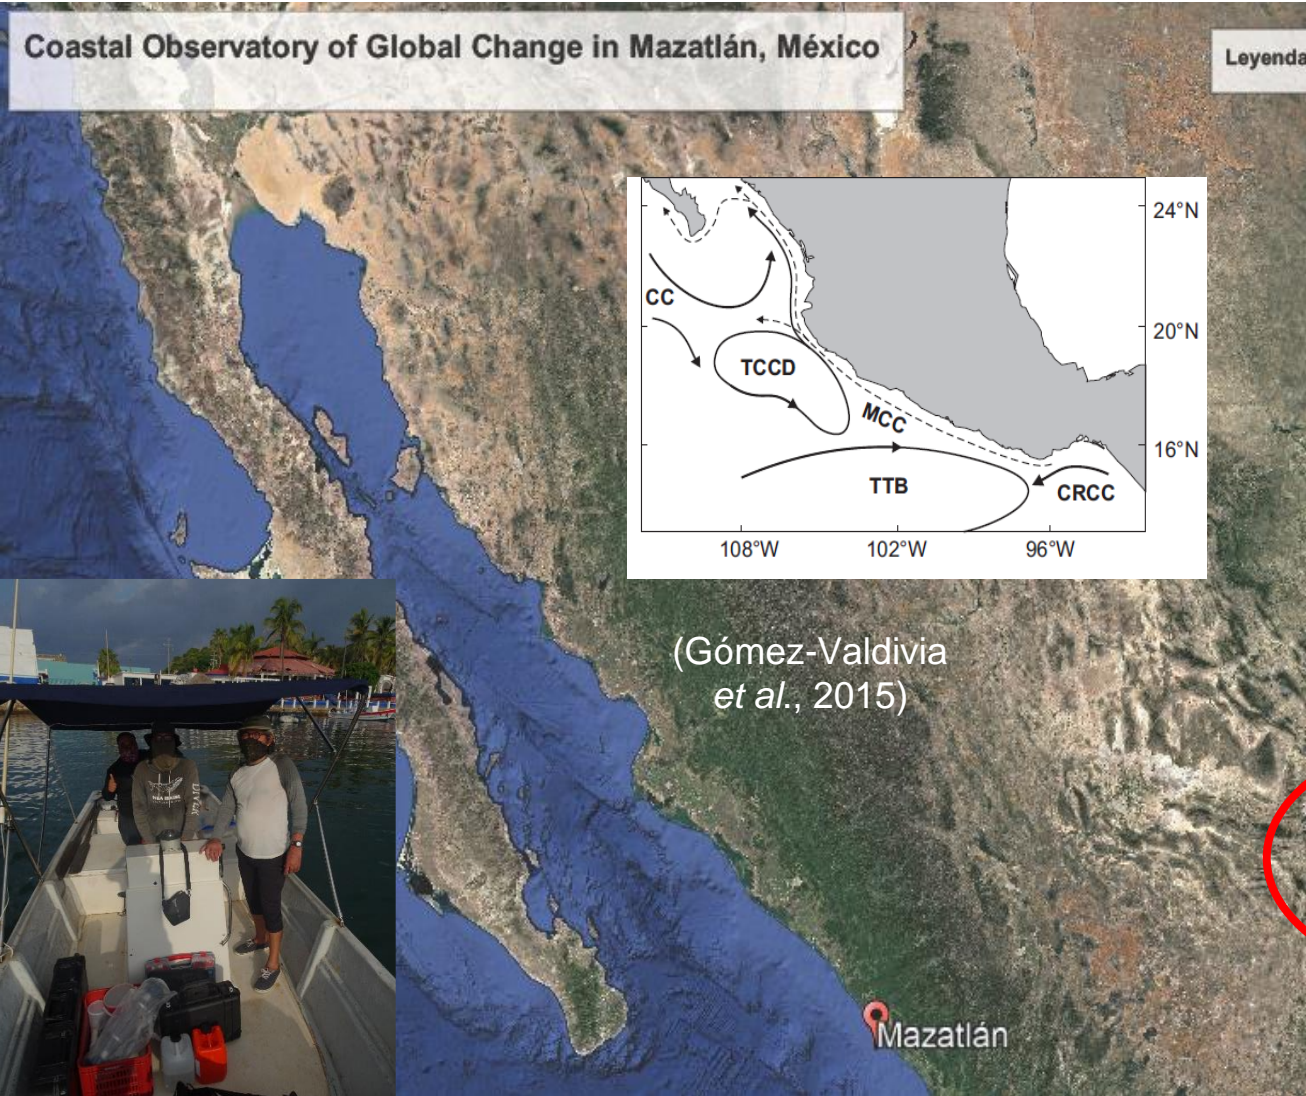 Coastal Observatory of Global Change in Mazatlán, México
Leyenda
24°N
CC
20°N
TCCD
MCC
16°N
TTB
CRCC
108°W
102°W
96°W
(Gómez-Valdivia
et al., 2015)
Mazatlán